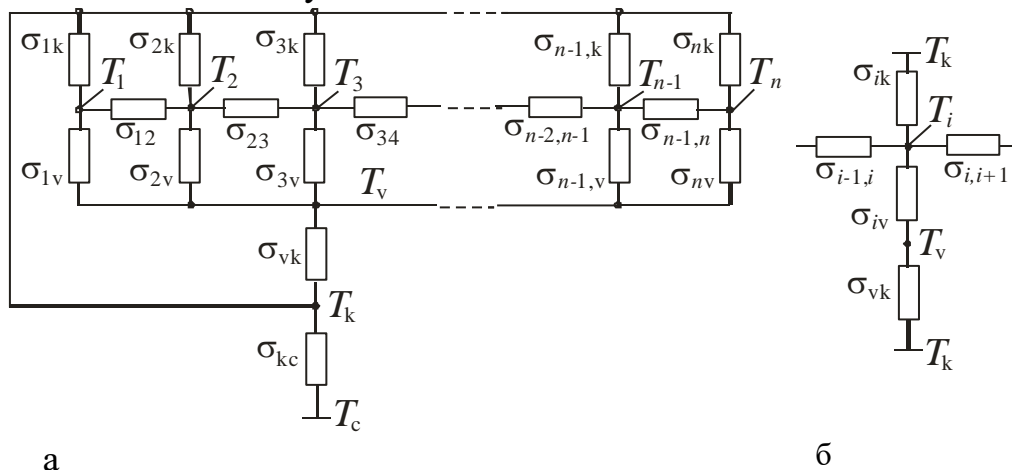 σ1k σ2k σ3k σn-1,k σnk
T1 T2 T3 Tn-1 Tn
σ12 σ23 σ34 σn-2,n-1 σn-1,n
σ1v σ2v σ3v Tv σn-1,v σnv
σvk
Tk
σkc
Tc
а
Tk
σik
Ti
σi-1,i σi,i+1
σiv
Tv
σvk
Tk
б